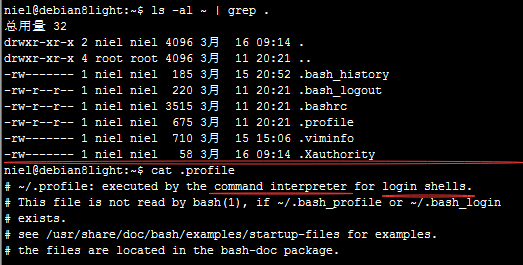 niel@debian8light:~$ ls -al ~ | grep .
总用量 32
drwxr-xr-x 2 niel niel 4096 3月  16 09:14 .
drwxr-xr-x 4 root root 4096 3月  11 20:21 ..
-rw------- 1 niel niel  185 3月  15 20:52 .bash_history
-rw-r--r-- 1 niel niel  220 3月  11 20:21 .bash_logout
-rw-r--r-- 1 niel niel 3515 3月  11 20:21 .bashrc
-rw-r--r-- 1 niel niel  675 3月  11 20:21 .profile
-rw------- 1 niel niel  710 3月  15 15:06 .viminfo
-rw------- 1 niel niel   58 3月  16 09:14 .Xauthority
niel@debian8light:~$ cat .profile
# ~/.profile: executed by the command interpreter for login shells.
# This file is not read by bash(1), if ~/.bash_profile or ~/.bash_login
# exists.
# see /usr/share/doc/bash/examples/startup-files for examples.
# the files are located in the bash-doc package.